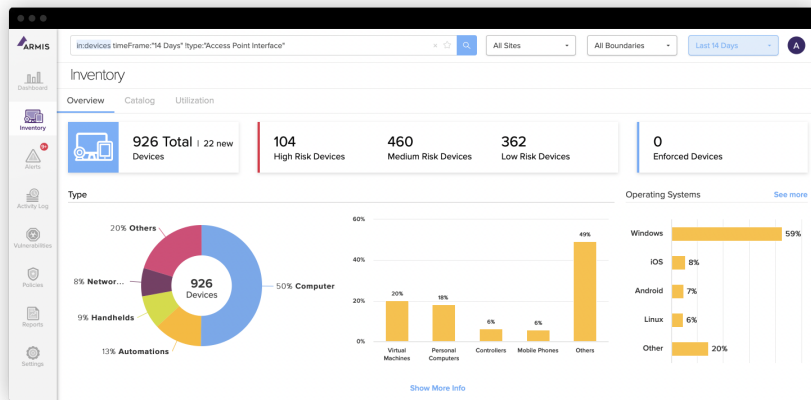 ARMIS
in:devices timeFrame:"14 Days" !type:"Access Point Interface"
All Sites
All Boundaries
Last 14 Days
A
Dashboard
Inventory
9+
Alerts
Activity Log
Vulnerabilities
Policies
Reports
Settings
Inventory
Overview Catalog Utilization
926 Total | 22 new
Devices
104
High Risk Devices
460
Medium Risk Devices
362
Low Risk Devices
0
Enforced Devices
Type
20% Others
8% Networ...
9% Handhelds
13% Automations
50% Computer
926
Devices
60%
40%
20%
0%
20%
18%
6%
6%
49%
Virtual
Machines
Personal
Computers
Controllers
Mobile Phones
Others
Show More Info
Operating Systems
See more
Windows 59%
iOS 8%
Android 7%
Linux 6%
Other 20%